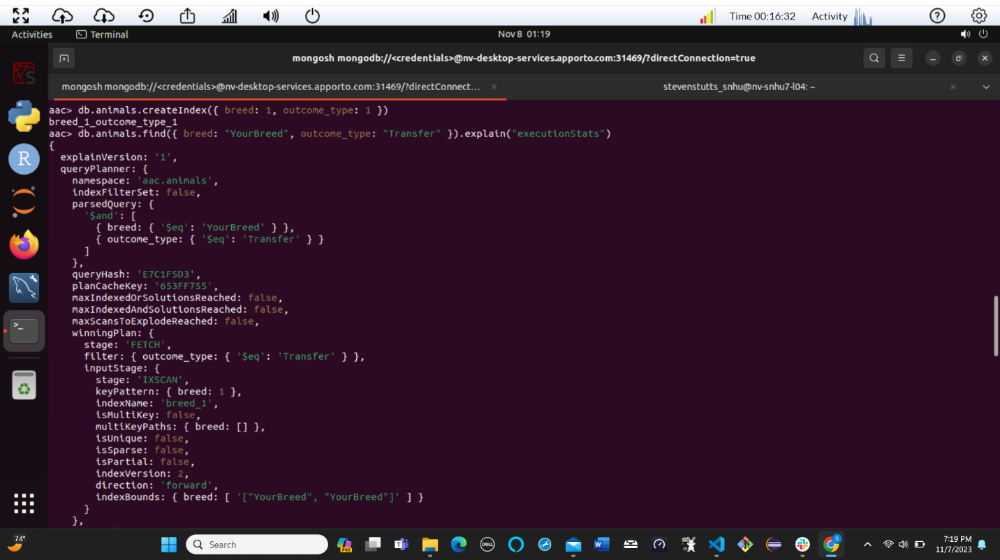 Time 00:16:32 Activity
Activities Terminal Nov 8 01:19
mongosh mongodb://<credentials>@nv-desktop-services.apporto.com:31469/?directConnection=true
mongosh mongodb://<credentials>@nv-desktop-services.apporto.com:31469/?directConnect... stevenstutts_snhu@nv-snhu7-l04: ~
aac> db.animals.createIndex({ breed: 1, outcome_type: 1 })
breed_1_outcome_type_1
aac> db.animals.find({ breed: "YourBreed", outcome_type: "Transfer" }).explain("executionStats")
{
  explainVersion: '1',
  queryPlanner: {
    namespace: 'aac.animals',
    indexFilterSet: false,
    parsedQuery: {
      '$and': [
        { breed: { '$eq': 'YourBreed' } },
        { outcome_type: { '$eq': 'Transfer' } }
      ]
    },
    queryHash: 'E7C1F5D3',
    planCacheKey: '653FF755',
    maxIndexedOrSolutionsReached: false,
    maxIndexedAndSolutionsReached: false,
    maxScansToExplodeReached: false,
    winningPlan: {
      stage: 'FETCH',
      filter: { outcome_type: { '$eq': 'Transfer' } },
      inputStage: {
        stage: 'IXSCAN',
        keyPattern: { breed: 1 },
        indexName: 'breed_1',
        isMultiKey: false,
        multiKeyPaths: { breed: [] },
        isUnique: false,
        isSparse: false,
        isPartial: false,
        indexVersion: 2,
        direction: 'forward',
        indexBounds: { breed: [ '["YourBreed", "YourBreed"]' ] }
      }
    },
74°
Search
PRE
DELL
7:19 PM
11/7/2023